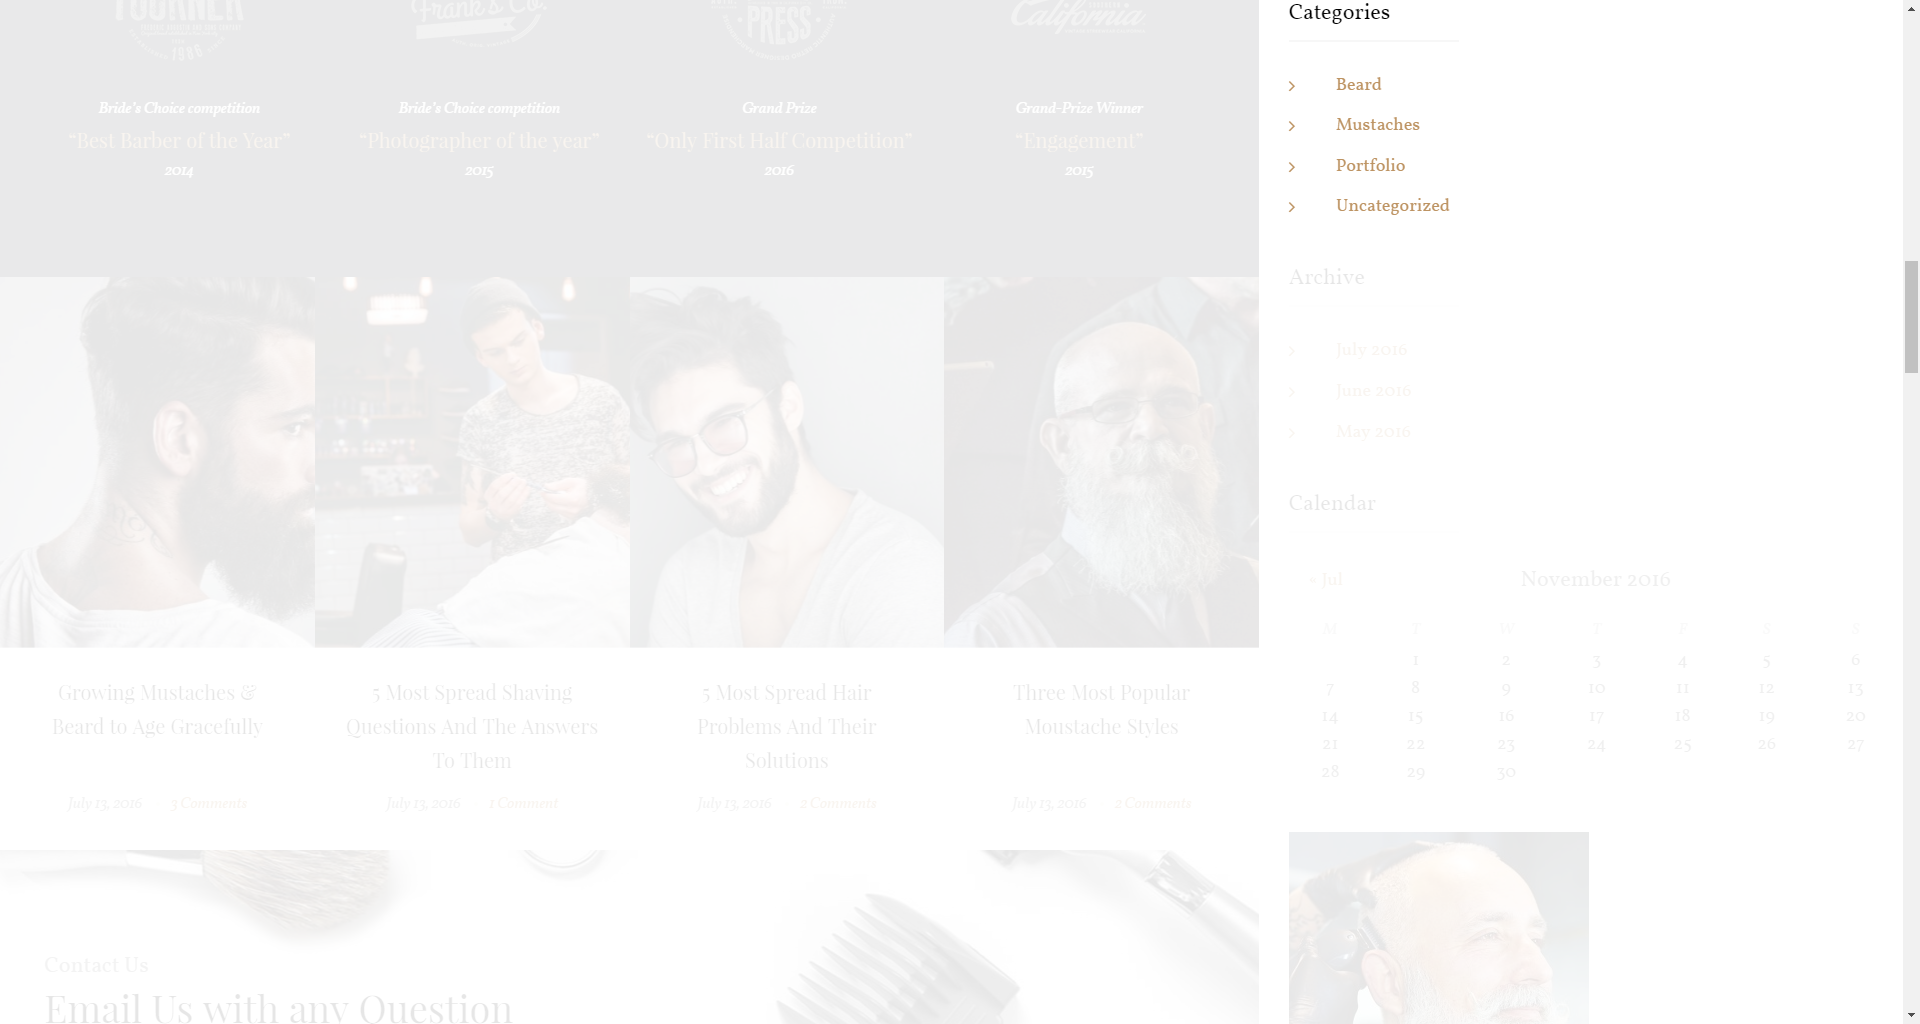 Frank's Co.
PRESS
California
1986
Bride's Choice competition
“Best Barber of the Year”
2014
Bride's Choice competition
“Photographer of the year”
2015
Grand Prize
“Only First Half Competition”
2016
Grand-Prize Winner
“Engagement”
2015
Growing Mustaches &
Beard to Age Gracefully
July 13, 2016 3 Comments
5 Most Spread Shaving
Questions And The Answers
To Them
July 13, 2016 1 Comment
5 Most Spread Hair
Problems And Their
Solutions
July 13, 2016 2 Comments
Three Most Popular
Moustache Styles
July 13, 2016 2 Comments
Contact Us
Email Us with any Question
Categories
Beard
Mustaches
Portfolio
Uncategorized
Archive
July 2016
June 2016
May 2016
Calendar
« Jul November 2016
M T W T F S S
1 2 3 4 5 6
7 8 9 10 11 12 13
14 15 16 17 18 19 20
21 22 23 24 25 26 27
28 29 30